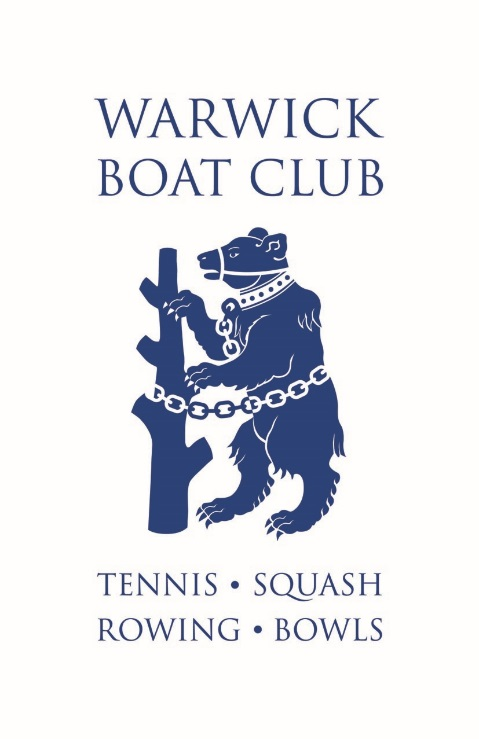 WARWICK
BOAT CLUB
TENNIS • SQUASH
ROWING • BOWLS